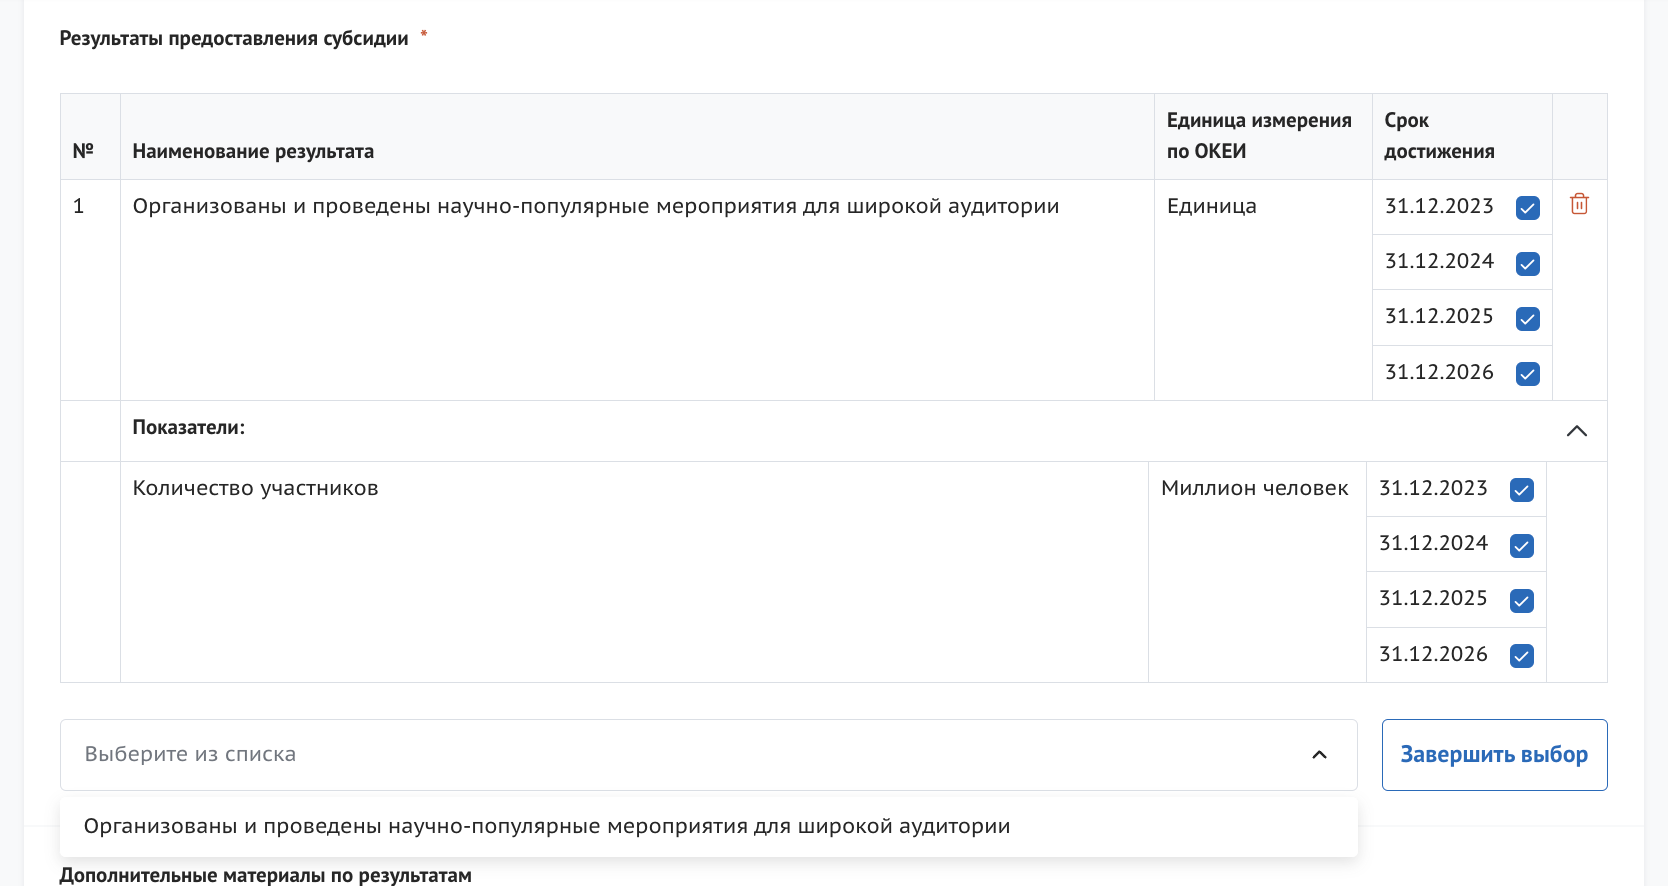 Результаты предоставления субсидии *
№ Наименование результата Единица измерения по ОКЕИ Срок достижения
1 Организованы и проведены научно-популярные мероприятия для широкой аудитории Единица 31.12.2023
31.12.2024
31.12.2025
31.12.2026
Показатели:
Количество участников Миллион человек 31.12.2023
31.12.2024
31.12.2025
31.12.2026
Выберите из списка Завершить выбор
Организованы и проведены научно-популярные мероприятия для широкой аудитории
Дополнительные материалы по результатам